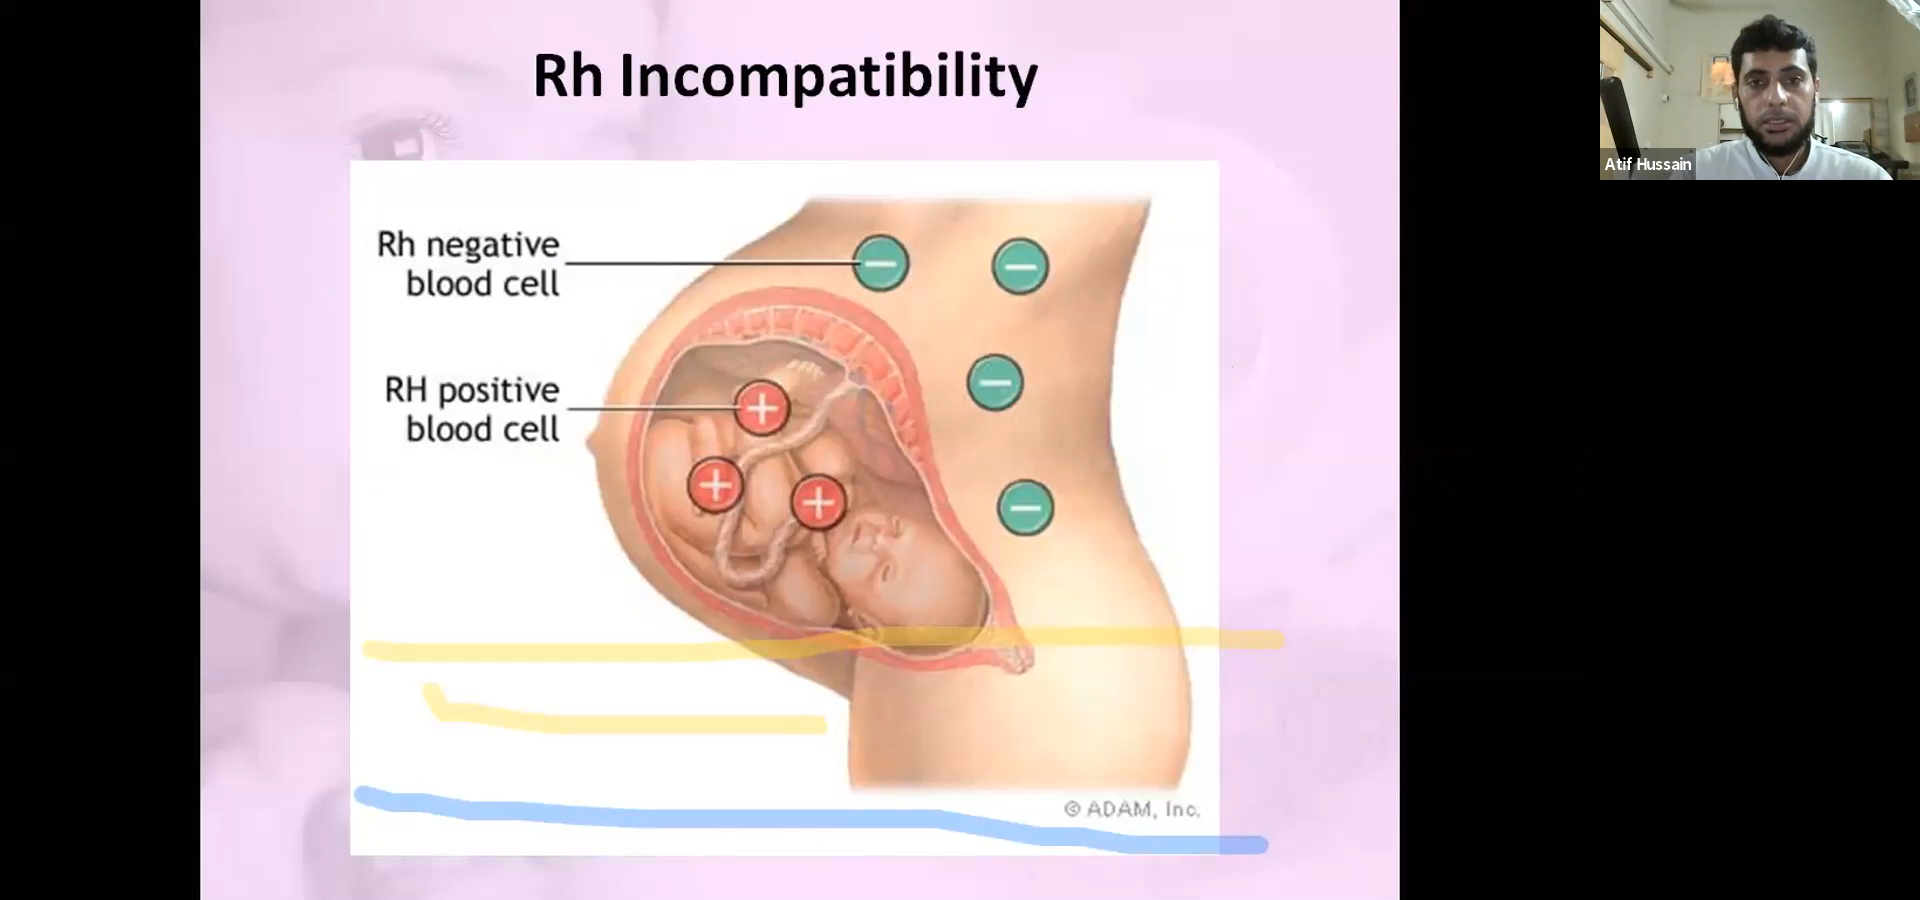 Rh Incompatibility
Rh negative
blood cell
RH positive
blood cell
© ADAM, Inc.
Atif Hussain